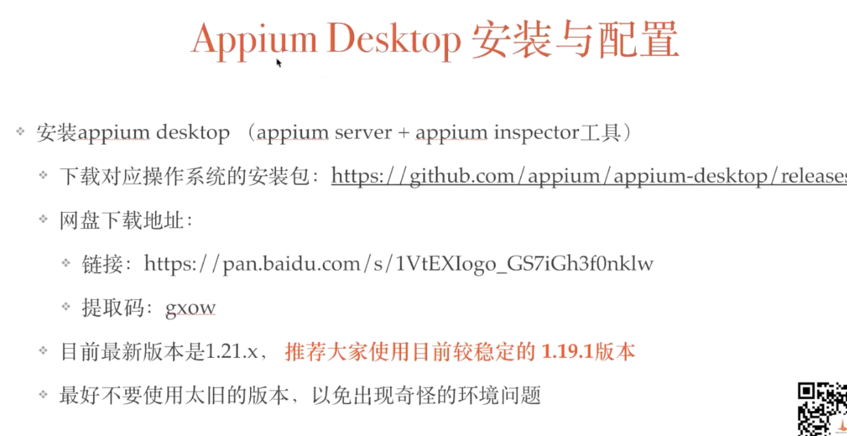 Appium Desktop 安装与配置
安装appium desktop （appium server + appium inspector工具）
下载对应操作系统的安装包：https://github.com/appium/appium-desktop/releases
网盘下载地址：
链接：https://pan.baidu.com/s/1VtEXIogo_GS7iGh3f0nklw
提取码：gxow
目前最新版本是1.21.x， 推荐大家使用目前较稳定的 1.19.1版本
最好不要使用太旧的版本，以免出现奇怪的环境问题